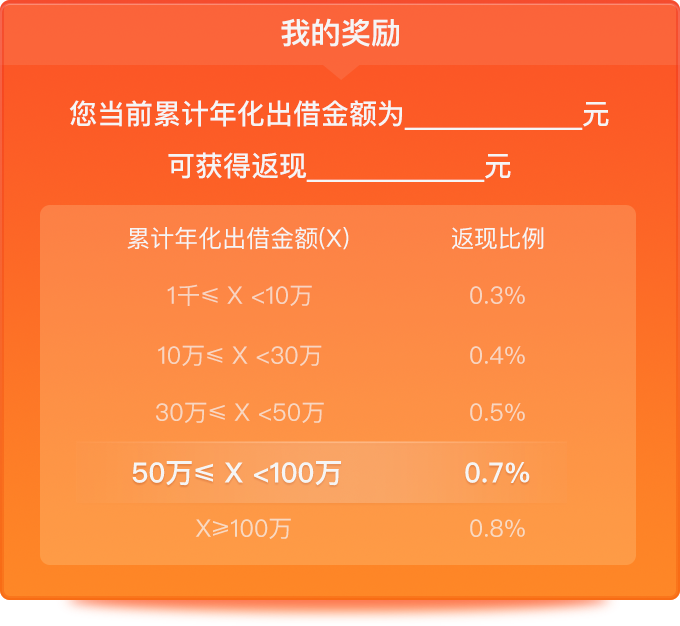 我的奖励
您当前累计年化出借金额为____________元
可获得返现____________元
累计年化出借金额(X) 返现比例
1千≤ X <10万 0.3%
10万≤ X <30万 0.4%
30万≤ X <50万 0.5%
50万≤ X <100万 0.7%
X≥100万 0.8%